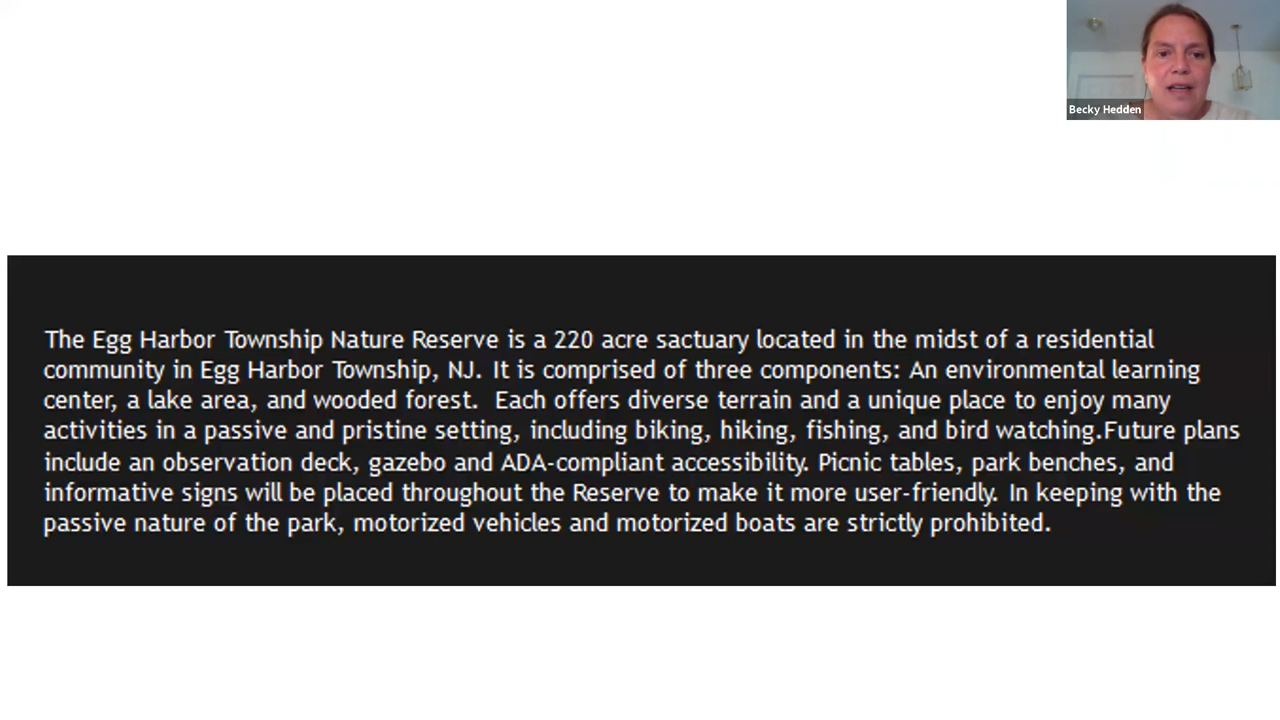 Becky Hedden
The Egg Harbor Township Nature Reserve is a 220 acre sactuary located in the midst of a residential
community in Egg Harbor Township, NJ. It is comprised of three components: An environmental learning
center, a lake area, and wooded forest.  Each offers diverse terrain and a unique place to enjoy many
activities in a passive and pristine setting, including biking, hiking, fishing, and bird watching.Future plans
include an observation deck, gazebo and ADA-compliant accessibility. Picnic tables, park benches, and
informative signs will be placed throughout the Reserve to make it more user-friendly. In keeping with the
passive nature of the park, motorized vehicles and motorized boats are strictly prohibited.